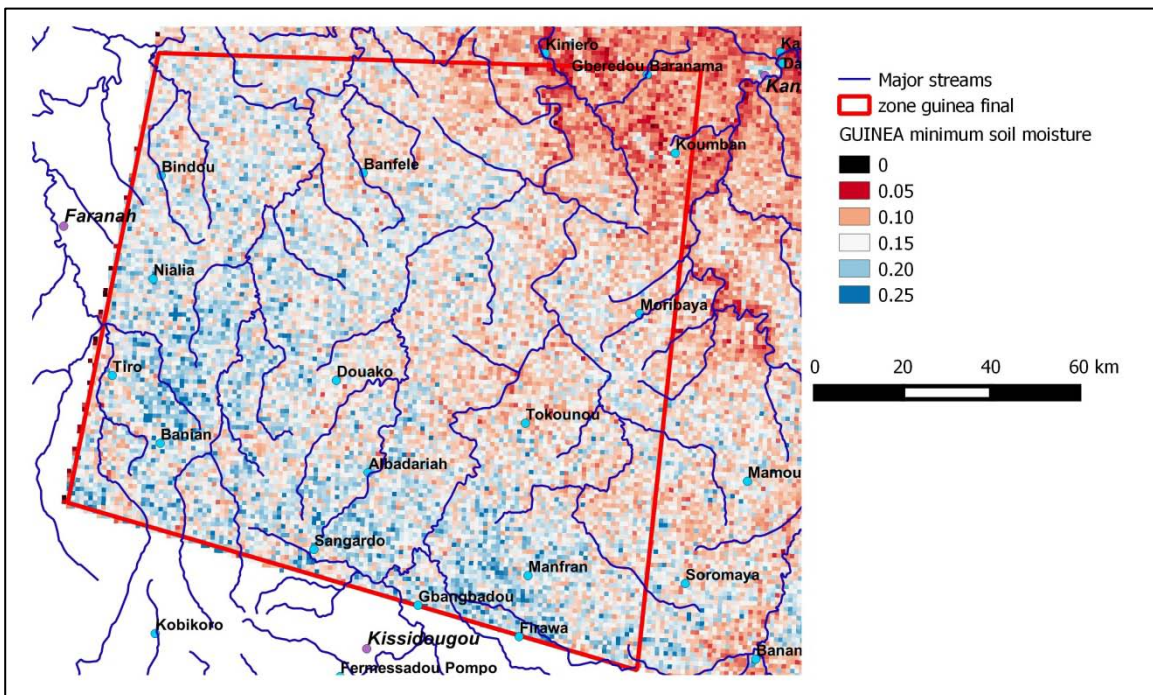 Kiniero
Ka
Da
Gberedou Baranama
Kan
Koumban
Bindou
Banfele
Faranah
Nialia
Moribaya
Tiro
Douako
Tokounou
Banian
Albadariah
Mamou
Sangardo
Manfran
Soromaya
Gbangbadou
Kobikoro
Firawa
Kissidougou
Banan
Fermessadou Pompo
Major streams
zone guinea final
GUINEA minimum soil moisture
0
0.05
0.10
0.15
0.20
0.25
0 20 40 60 km